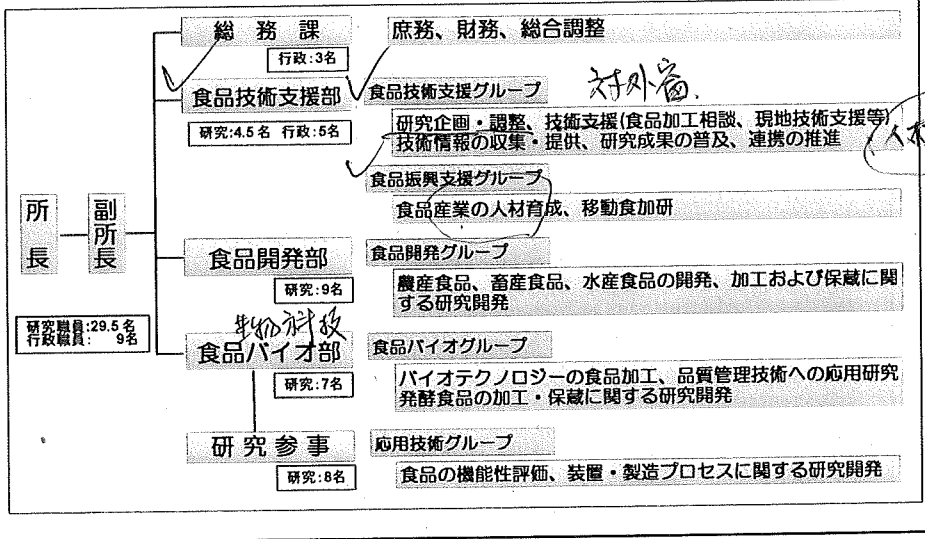 総務課
庶務、財務、総合調整
行政:3名
食品技術支援部
研究:4.5名 行政:5名
食品技術支援グループ
対外
研究企画・調整、技術支援(食品加工相談、現地技術支援等)
技術情報の収集・提供、研究成果の普及、連携の推進
食品振興支援グループ
食品産業の人材育成、移動食加研
所長
副所長
研究職員:29.5名
行政職員: 9名
食品開発部
研究:9名
食品開発グループ
農産食品、畜産食品、水産食品の開発、加工および保蔵に関
する研究開発
生物科技
食品バイオ部
研究:7名
食品バイオグループ
バイオテクノロジーの食品加工、品質管理技術への応用研究
発酵食品の加工・保蔵に関する研究開発
研究参事
研究:8名
応用技術グループ
食品の機能性評価、装置・製造プロセスに関する研究開発